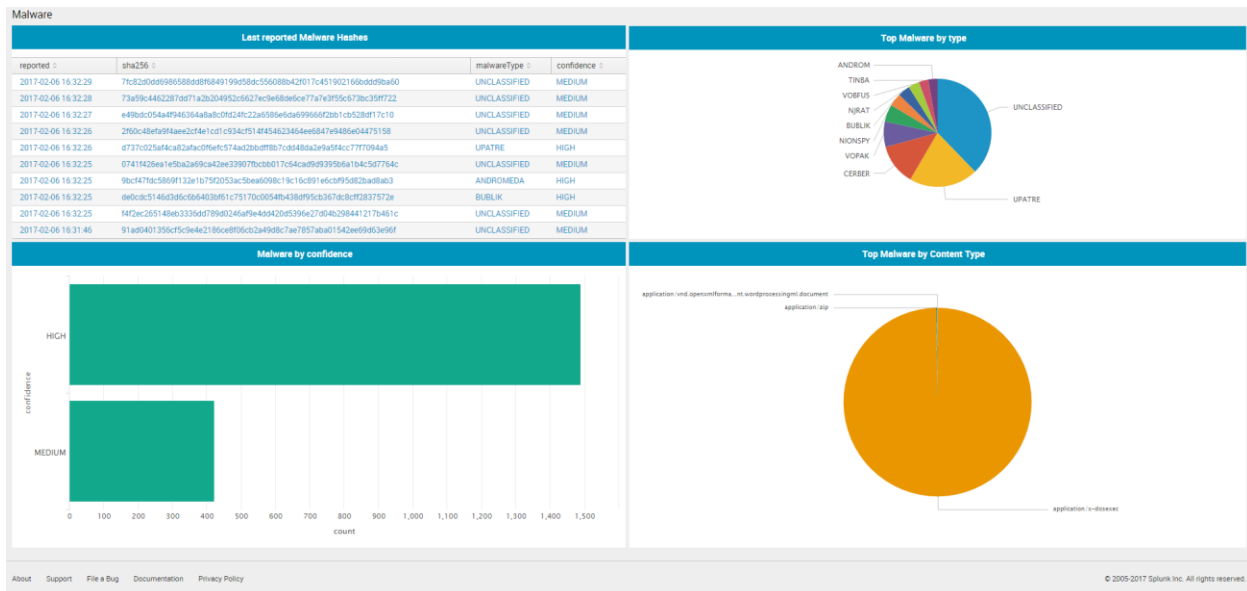 Malware
Last reported Malware Hashes
reported sha256 malwareType confidence
2017-02-06 16:32:29 7fc82d0dd6986588dd8f6849199d58dc556088b42f017c451902166bddd9ba60 UNCLASSIFIED MEDIUM
2017-02-06 16:32:28 73a59c4462287dd71a2b204952c6627ec9e68de6ce77a7e3f55c673bc35ff722 UNCLASSIFIED MEDIUM
2017-02-06 16:32:27 e49bdc054a4f946364a8a8c0fd24fc22a6586e6da699666f2bb1cb528df17c10 UNCLASSIFIED MEDIUM
2017-02-06 16:32:26 2f60c48efa9f4aee2cf4e1cd1c934cf514f454623464ee6847e9486e04475158 UNCLASSIFIED MEDIUM
2017-02-06 16:32:26 d737c025af4ca82afac0f6efc574ad2bbdff8b7cdd48da2e9a5f4cc77f7094a5 UPATRE HIGH
2017-02-06 16:32:25 0741f426ea1e5ba2a69ca42ee33907fbcbb017c64cad9d9395b6a1b4c5d7764c UNCLASSIFIED MEDIUM
2017-02-06 16:32:25 9bcf47fdc5869f132e1b75f2053ac5bea6098c19c16c891e6cbf95d82bad8ab3 ANDROMEDA HIGH
2017-02-06 16:32:25 de0cdc5146d3d6c6b6403bf61c75170c0054fb438df95cb367dc8cff2837572e BUBLIK HIGH
2017-02-06 16:32:25 f4f2ec265148eb3336dd789d0246af9e4dd420d5396e27d04b298441217b461c UNCLASSIFIED MEDIUM
2017-02-06 16:31:46 91ad0401356cf5c9e4e2186ce8f06cb2a49d8c7ae7857aba01542ee69d63e96f UNCLASSIFIED MEDIUM
Top Malware by type
ANDROM
TINBA
VOBFUS
NJRAT
BUBLIK
NIONSPY
VOPAK
CERBER
UNCLASSIFIED
UPATRE
Malware by confidence
confidence
HIGH
MEDIUM
0 100 200 300 400 500 600 700 800 900 1,000 1,100 1,200 1,300 1,400 1,500
count
Top Malware by Content Type
application/vnd.openxmlforma...nt.wordprocessingml.document
application/zip
application/x-dosexec
About Support File a Bug Documentation Privacy Policy
© 2005-2017 Splunk Inc. All rights reserved.